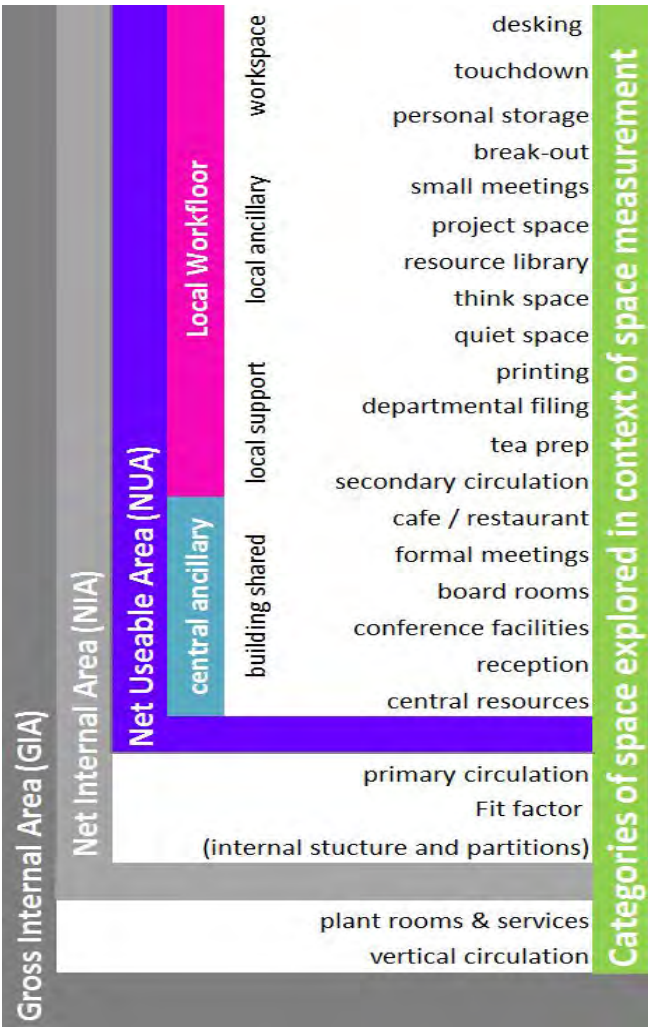 Gross Internal Area (GIA)
Net Internal Area (NIA)
Net Useable Area (NUA)
Local Workfloor
central ancillary
workspace
local ancillary
local support
building shared
desking
touchdown
personal storage
break-out
small meetings
project space
resource library
think space
quiet space
printing
departmental filing
tea prep
secondary circulation
cafe / restaurant
formal meetings
board rooms
conference facilities
reception
central resources
primary circulation
Fit factor
(internal stucture and partitions)
plant rooms & services
vertical circulation
Categories of space explored in context of space measurement